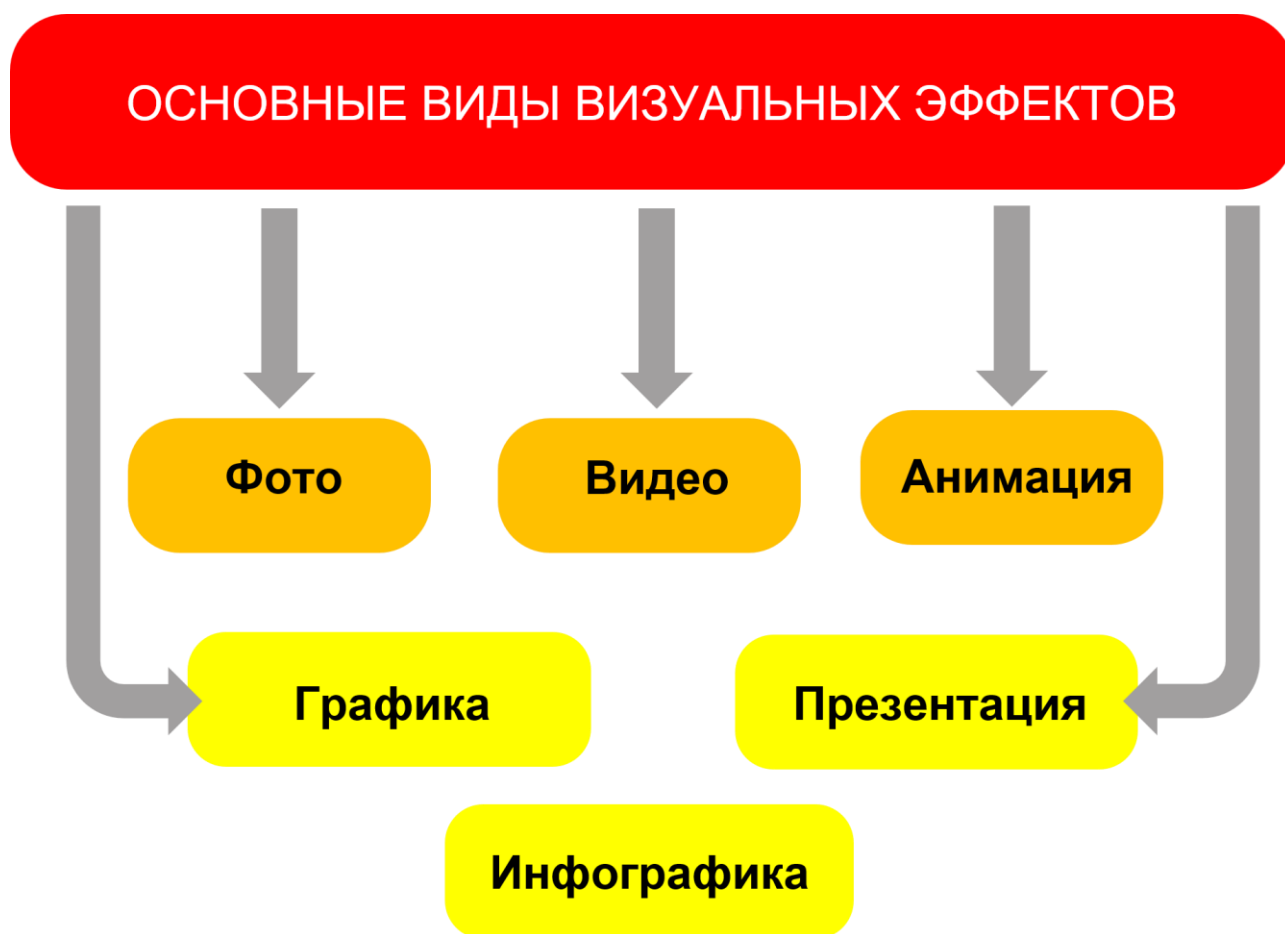 ОСНОВНЫЕ ВИДЫ ВИЗУАЛЬНЫХ ЭФФЕКТОВ
Фото
Видео
Анимация
Графика
Презентация
Инфографика